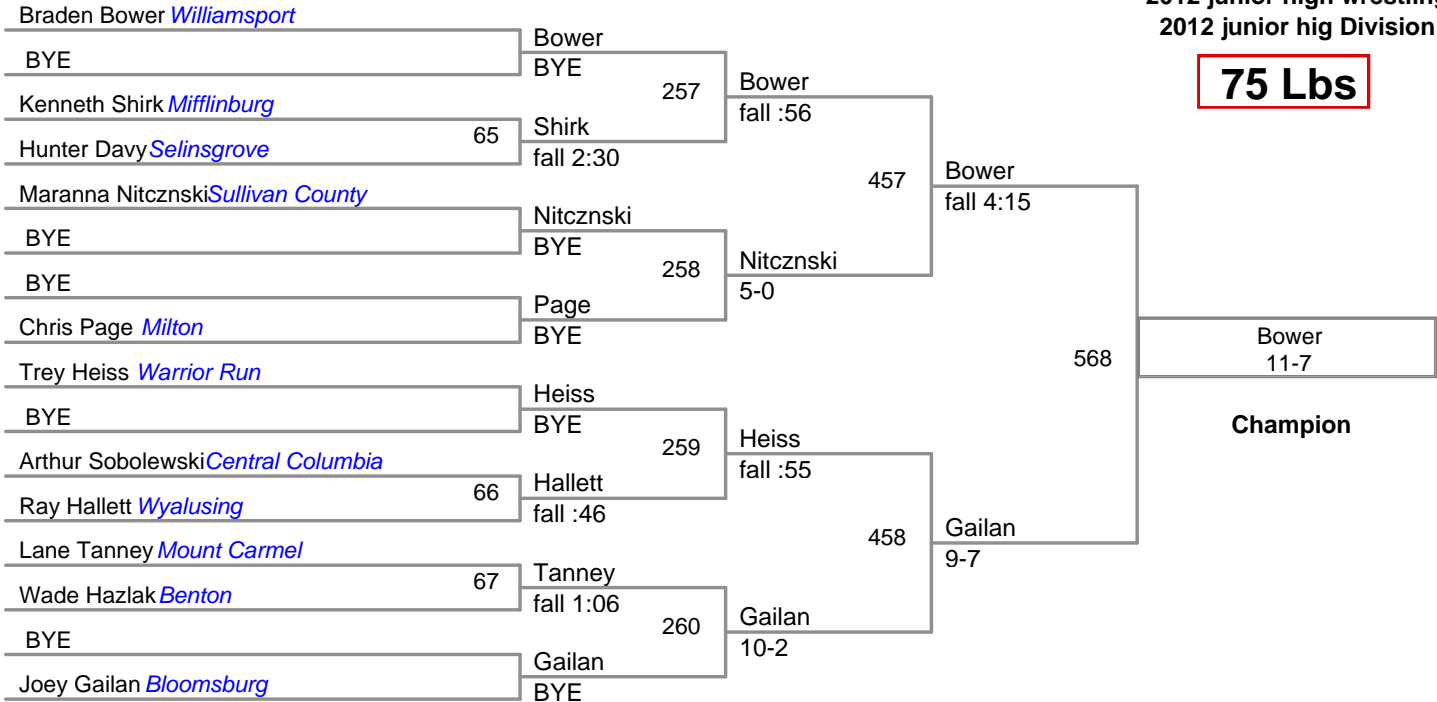 2012 junior high wrestling
2012 junior hig Division
75 Lbs
Braden Bower Williamsport
BYE
Kenneth Shirk Mifflinburg
Hunter Davy Selinsgrove
Maranna Nitcznski Sullivan County
BYE
BYE
Chris Page Milton
Trey Heiss Warrior Run
BYE
Arthur Sobolewski Central Columbia
Ray Hallett Wyalusing
Lane Tanney Mount Carmel
Wade Hazlak Benton
BYE
Joey Gailan Bloomsburg
65
66
67
Bower
BYE
Shirk
fall 2:30
Nitcznski
BYE
Page
BYE
Heiss
BYE
Hallett
fall :46
Tanney
fall 1:06
Gailan
BYE
257
258
259
260
Bower
fall :56
Nitcznski
5-0
Heiss
fall :55
Gailan
10-2
457
458
Bower
fall 4:15
Gailan
9-7
568
Bower
11-7
Champion